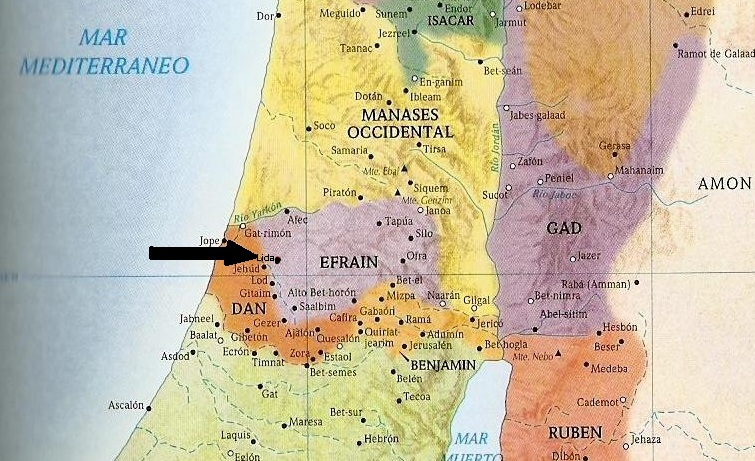 Dor
Meguido
Sunem
Endor
ISACAR
Lodebar
Jarmut
Edrei
MAR
MEDITERRANEO
Jezreel
Taanac
Ramot de Galaad
Bet-seán
En-ganim
Dotán
Ibleam
MANASES
OCCIDENTAL
Jabes-galaad
Soco
Samaria
Tirsa
Río Jordán
Gerasa
Mte. Ebal
Zafón
Mahanaim
Peniel
AMON
Siquem
Sucot
Río Jaboc
Piratón
Mte. Gerizim
Janoa
Río Yarkón
Afec
Tapúa
Gat-rimón
GAD
Jope
Silo
Lida
EFRAIN
Ofra
Jazer
Jehúd
Lod
Bet-el
Rabá (Amman)
Gitaim
Alto Bet-horón
Mizpa
Naarán
Gilgal
Bet-nimra
DAN
Saalbim
Gabaón
Abel-sitim
Jabneel
Gezer
Cafira
Ramá
Jericó
Hesbón
Baalat
Gibetón
Ajalón
Quesalón
Quiriat-
jearim
Adumín
Beser
Asdod
Ecrón
Zora
Estaol
Jerusalén
Bet-hogla
Mte. Nebo
Timnat
Bet-semes
BENJAMIN
Medeba
Belén
Gat
Tecoa
Cademot
Ascalón
Bet-sur
Maresa
Laquis
Hebrón
MAR
MUERTO
RUBEN
Jehaza
Eglón
Dibón